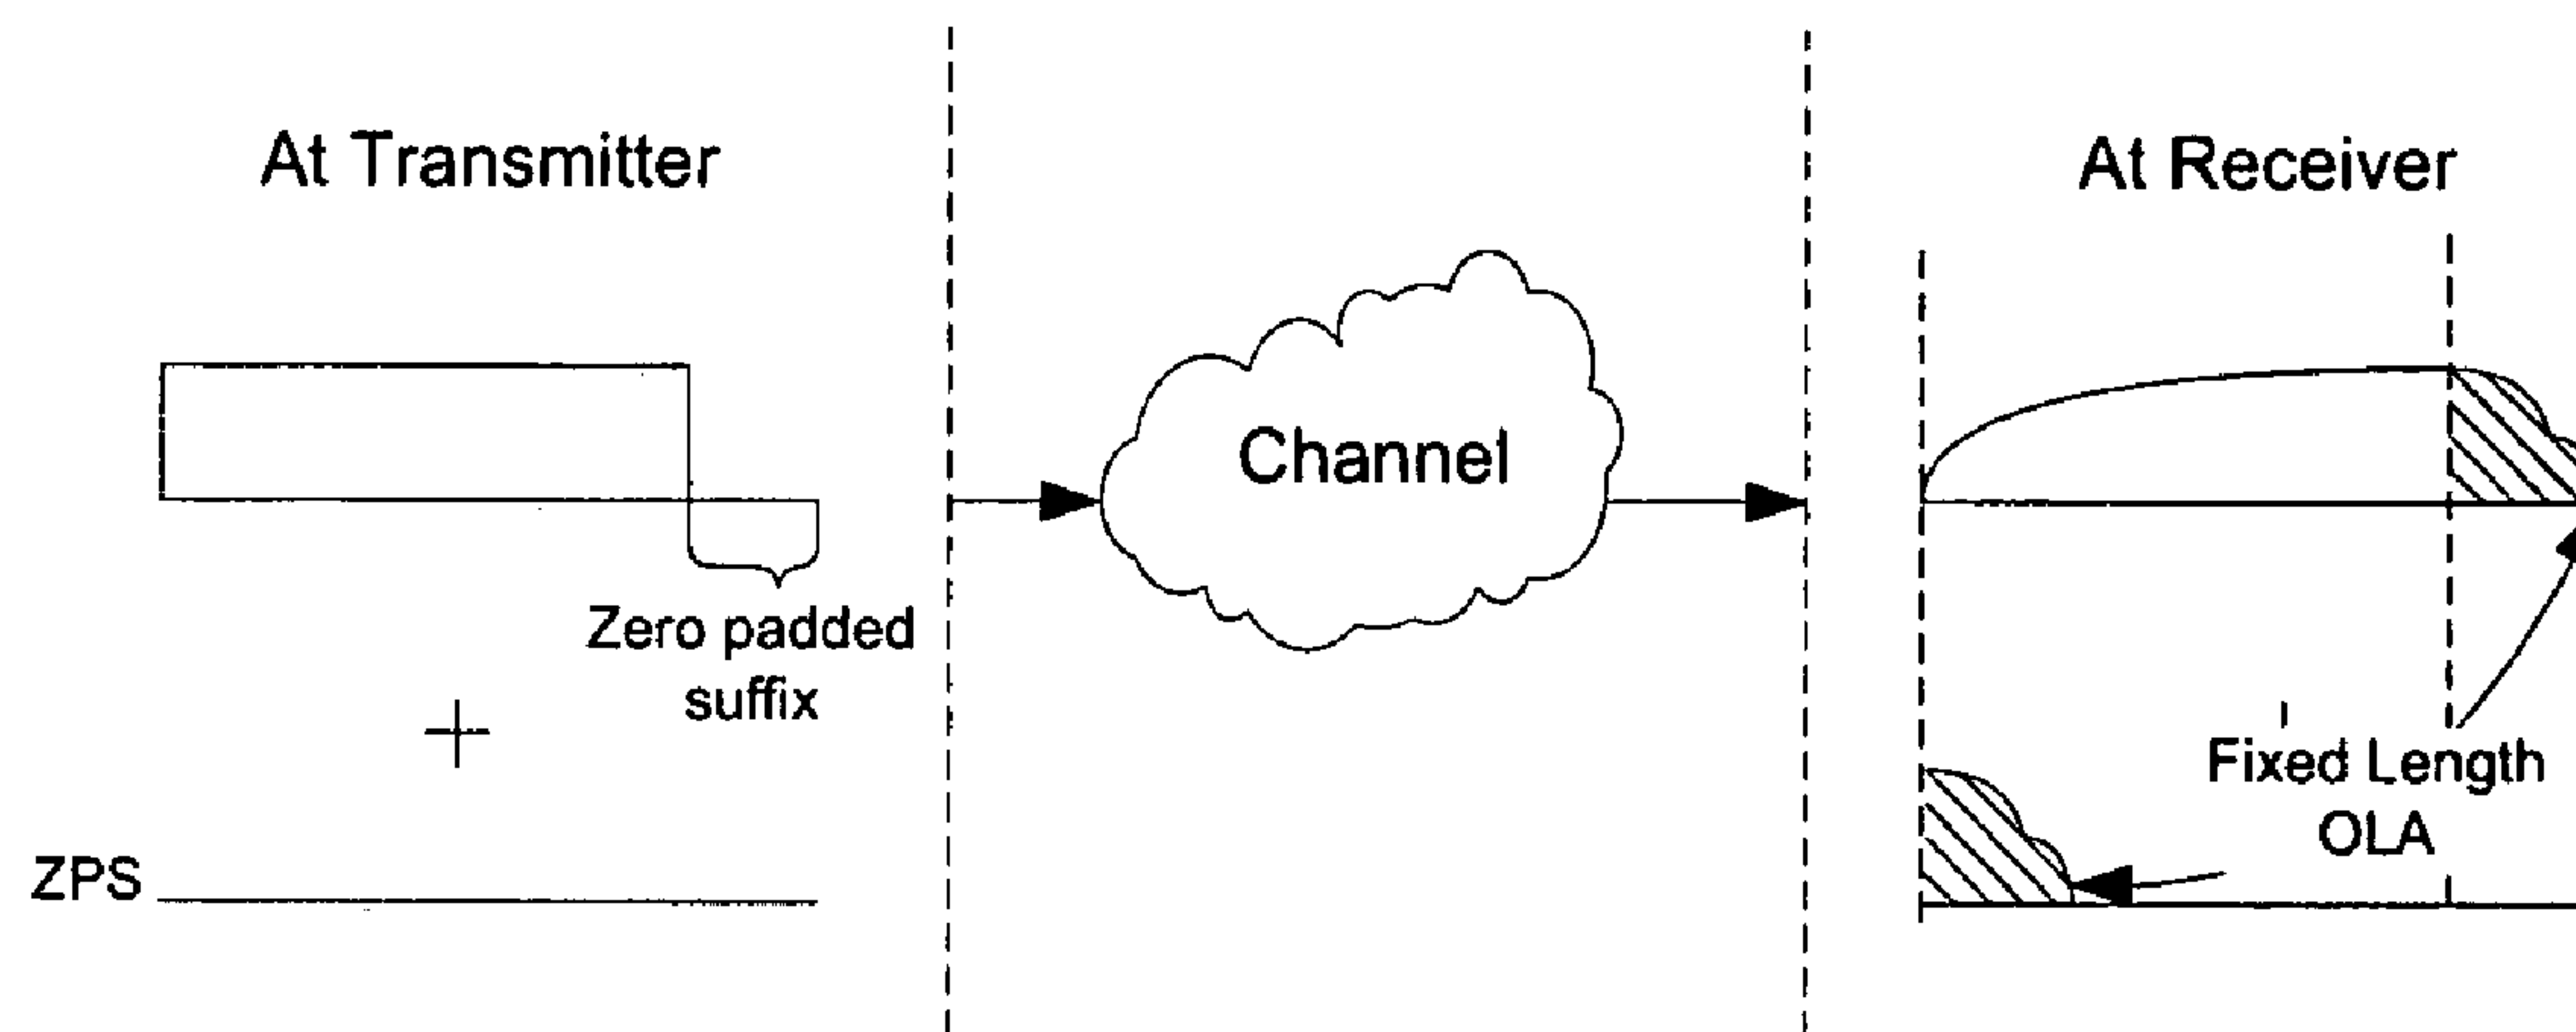 At Transmitter
At Receiver
Channel
Zero padded
suffix
Fixed Length
OLA
ZPS